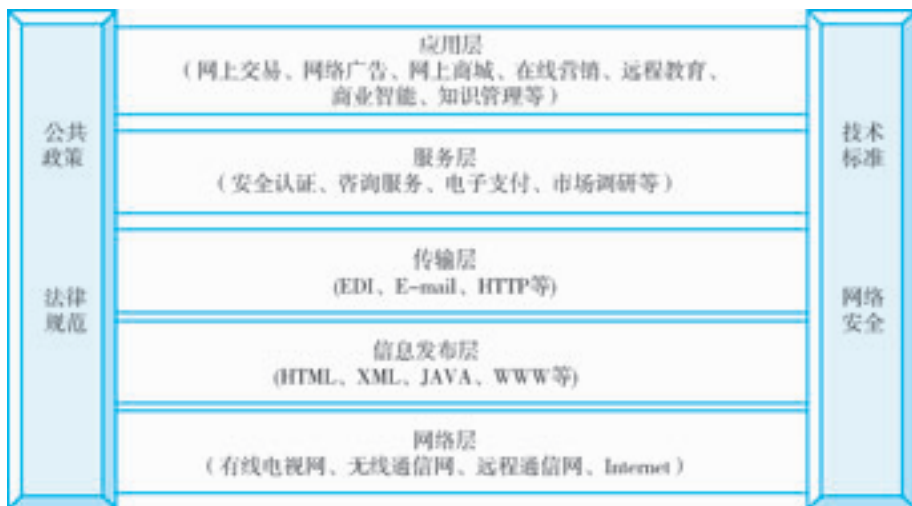 应用层
（网上交易、网络广告、网上商城、在线营销、远程教育、
商业智能、知识管理等）
公共
政策
技术
标准
服务层
（安全认证、咨询服务、电子支付、市场调研等）
传输层
(EDI、E-mail、HTTP等)
法律
规范
网络
安全
信息发布层
(HTML、XML、JAVA、WWW等)
网络层
（有线电视网、无线通信网、远程通信网、Internet）